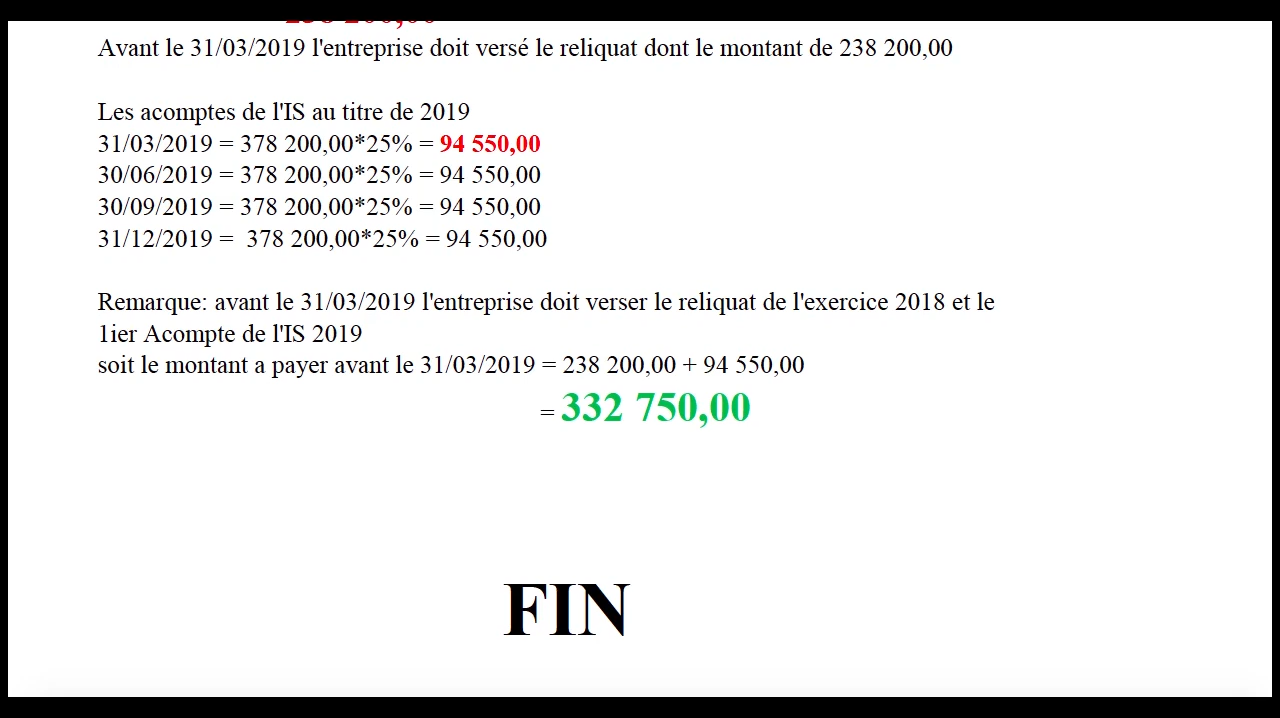 238 200,00
Avant le 31/03/2019 l'entreprise doit versé le reliquat dont le montant de 238 200,00
Les acomptes de l'IS au titre de 2019
31/03/2019 = 378 200,00*25% = 94 550,00
30/06/2019 = 378 200,00*25% = 94 550,00
30/09/2019 = 378 200,00*25% = 94 550,00
31/12/2019 =  378 200,00*25% = 94 550,00
Remarque: avant le 31/03/2019 l'entreprise doit verser le reliquat de l'exercice 2018 et le
1ier Acompte de l'IS 2019
soit le montant a payer avant le 31/03/2019 = 238 200,00 + 94 550,00
= 332 750,00
FIN